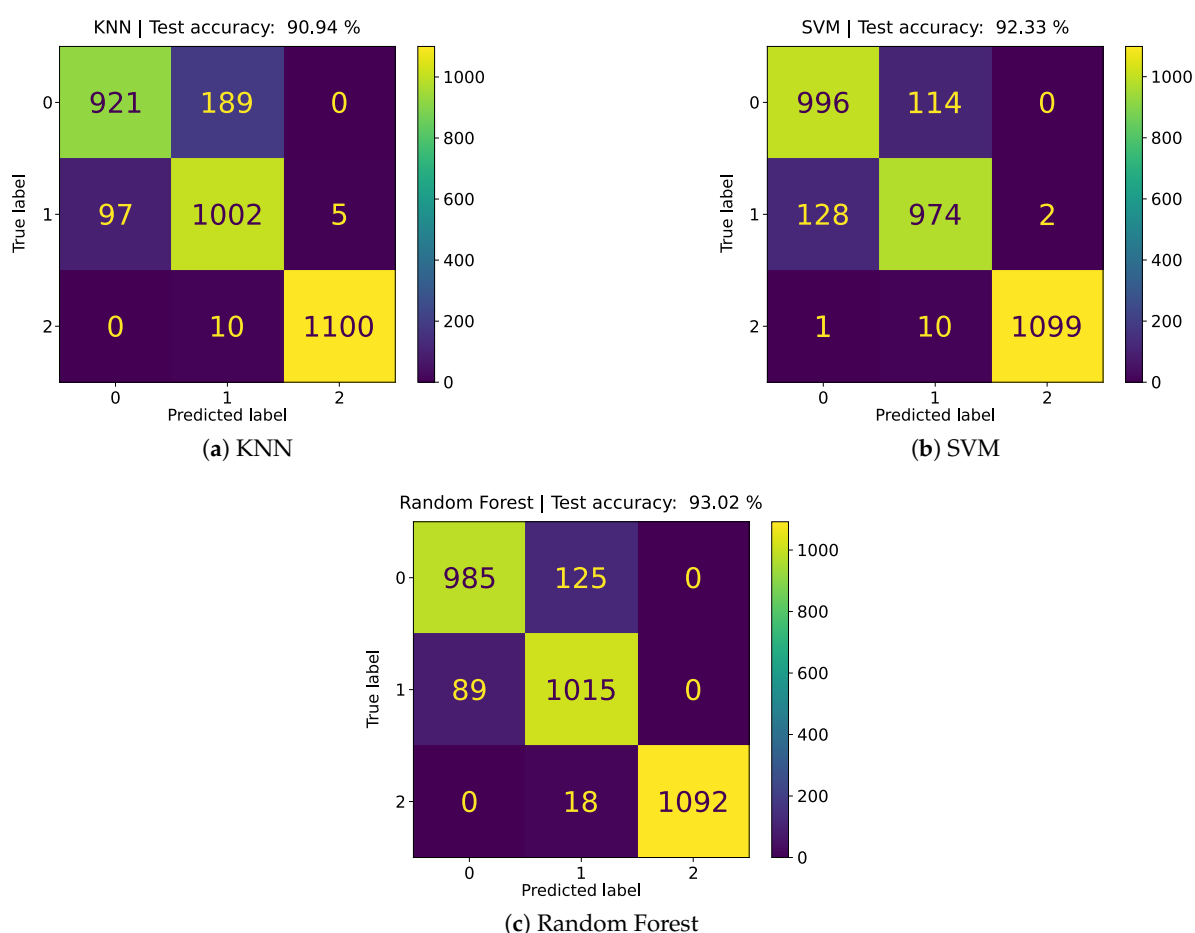 KNN | Test accuracy: 90.94 %
0
921 189 0
1000
800
True label
1
97 1002 5
600
400
2
0 10 1100
200
0
0 1 2
Predicted label
(a) KNN
SVM | Test accuracy: 92.33 %
0
996 114 0
1000
800
True label
1
128 974 2
600
400
2
1 10 1099
200
0
0 1 2
Predicted label
(b) SVM
Random Forest | Test accuracy: 93.02 %
0
985 125 0
1000
800
True label
1
89 1015 0
600
400
2
0 18 1092
200
0
0 1 2
Predicted label
(c) Random Forest